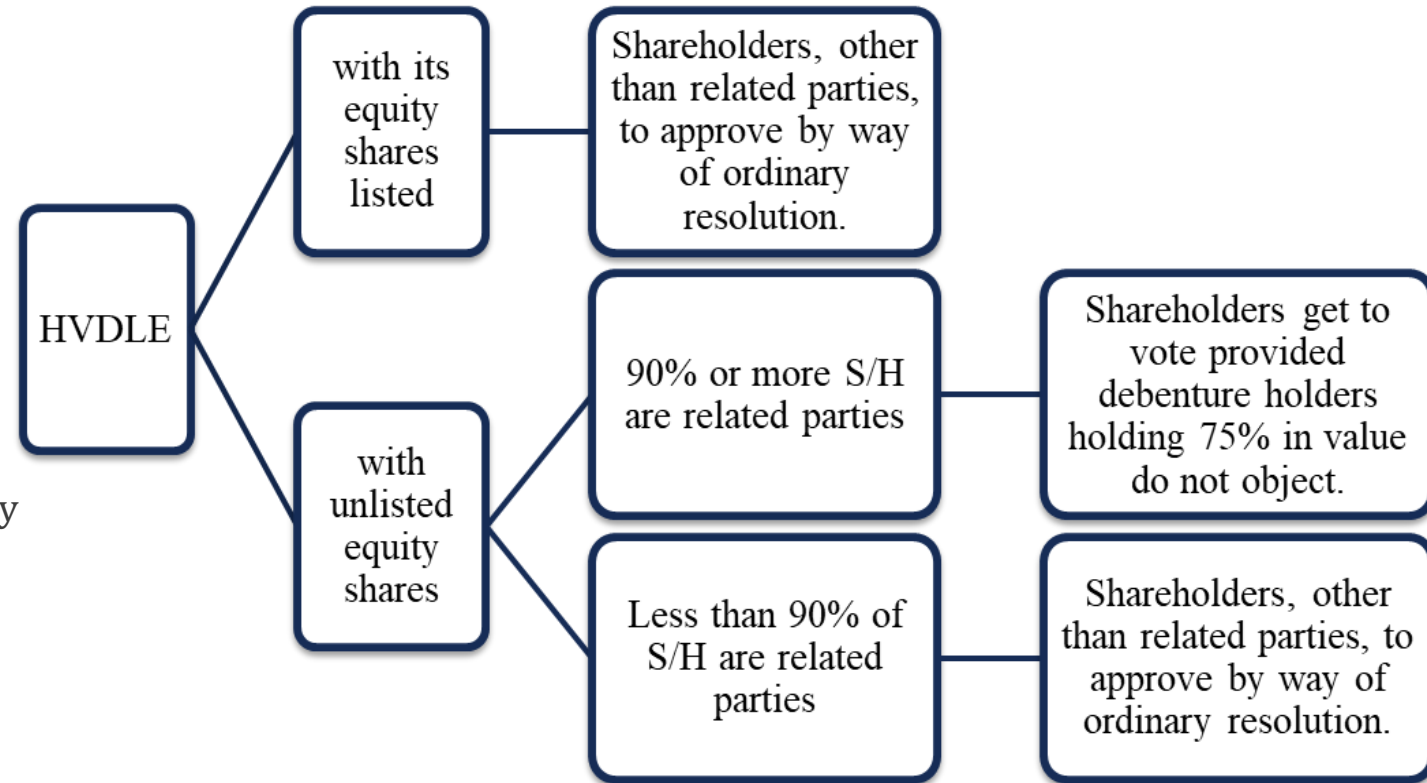 with its
equity
shares
listed
Shareholders, other
than related parties,
to approve by way
of ordinary
resolution.
HVDLE
90% or more S/H
are related parties
Shareholders get to
vote provided
debenture holders
holding 75% in value
do not object.
y
with
unlisted
equity
shares
Less than 90% of
S/H are related
parties
Shareholders, other
than related parties, to
approve by way of
ordinary resolution.